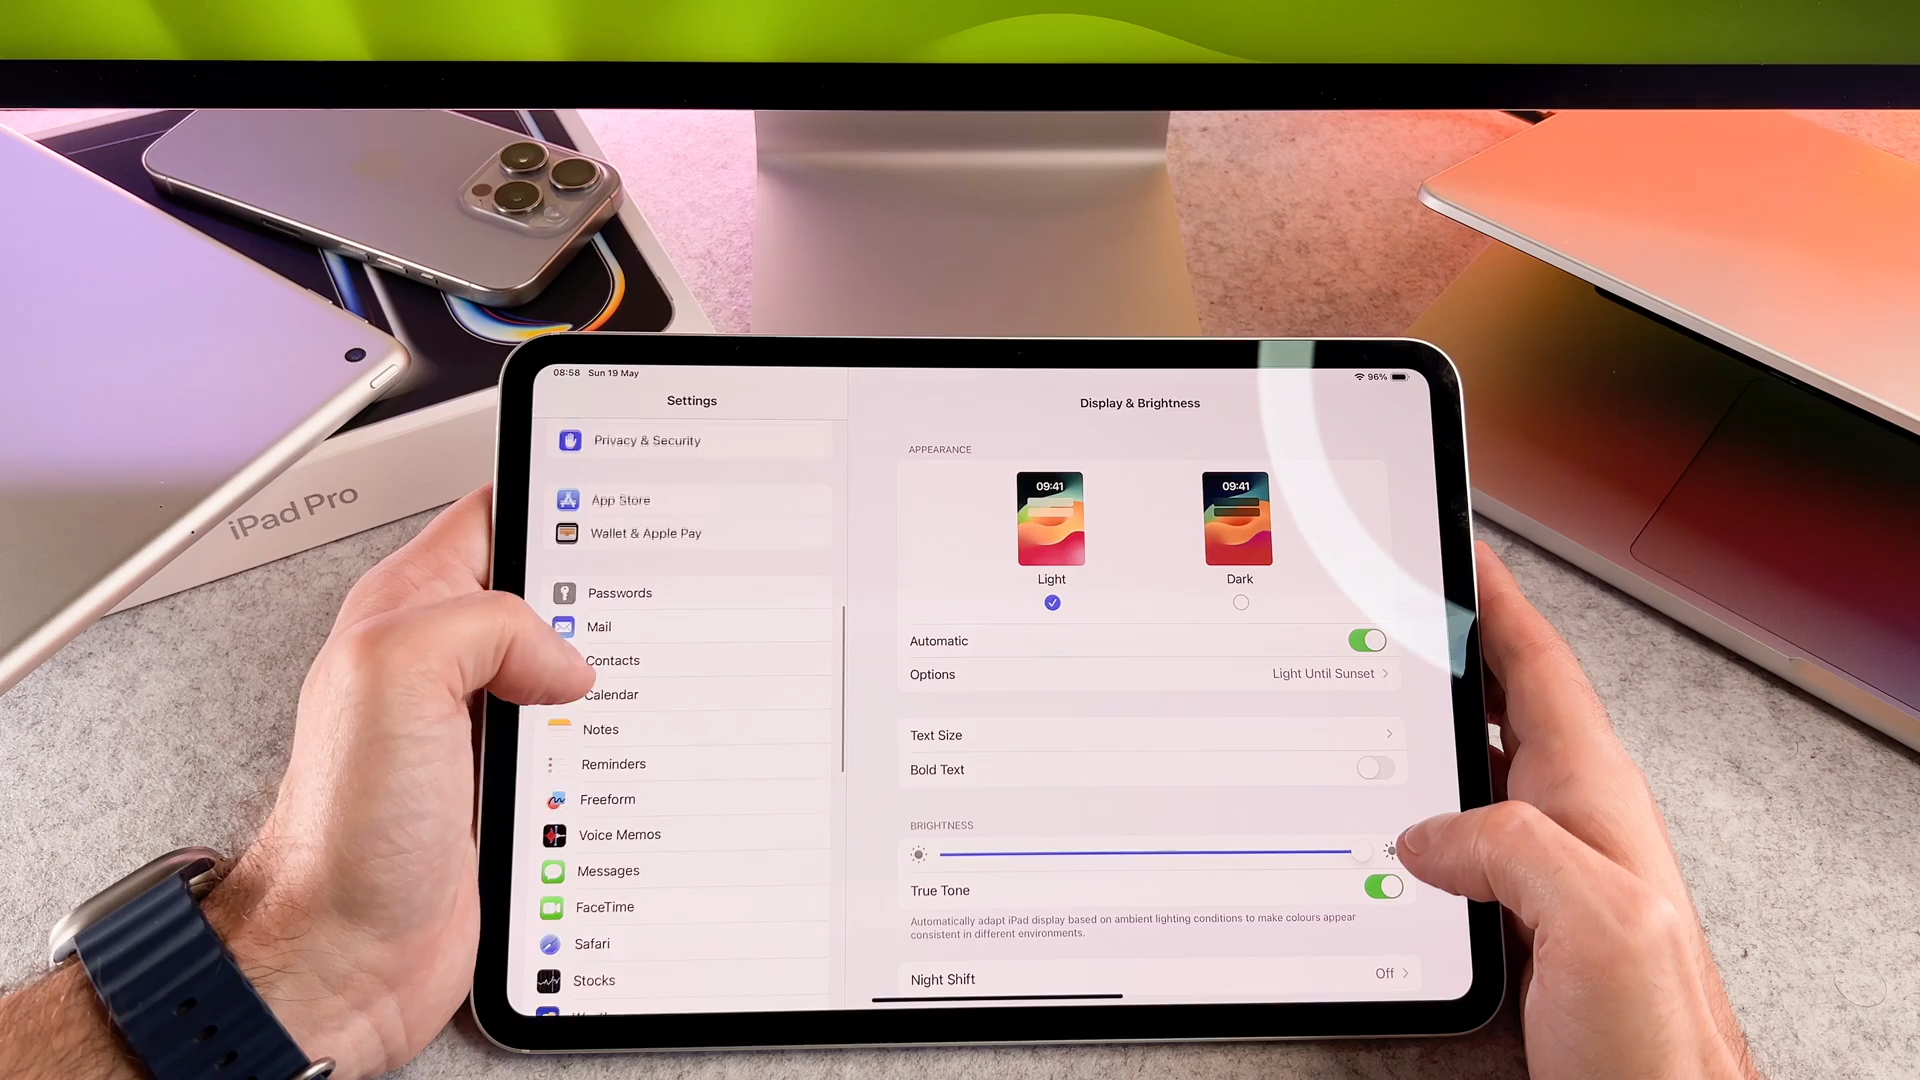 iPad Pro
08:58 Sun 19 May
96%
Settings
Privacy & Security
App Store
Wallet & Apple Pay
Passwords
Mail
Contacts
Calendar
Notes
Reminders
Freeform
Voice Memos
Messages
FaceTime
Safari
Stocks
Display & Brightness
APPEARANCE
09:41 09:41
Light Dark
Automatic
Options Light Until Sunset
Text Size
Bold Text
BRIGHTNESS
True Tone
Automatically adapt iPad display based on ambient lighting conditions to make colours appear
consistent in different environments.
Night Shift Off